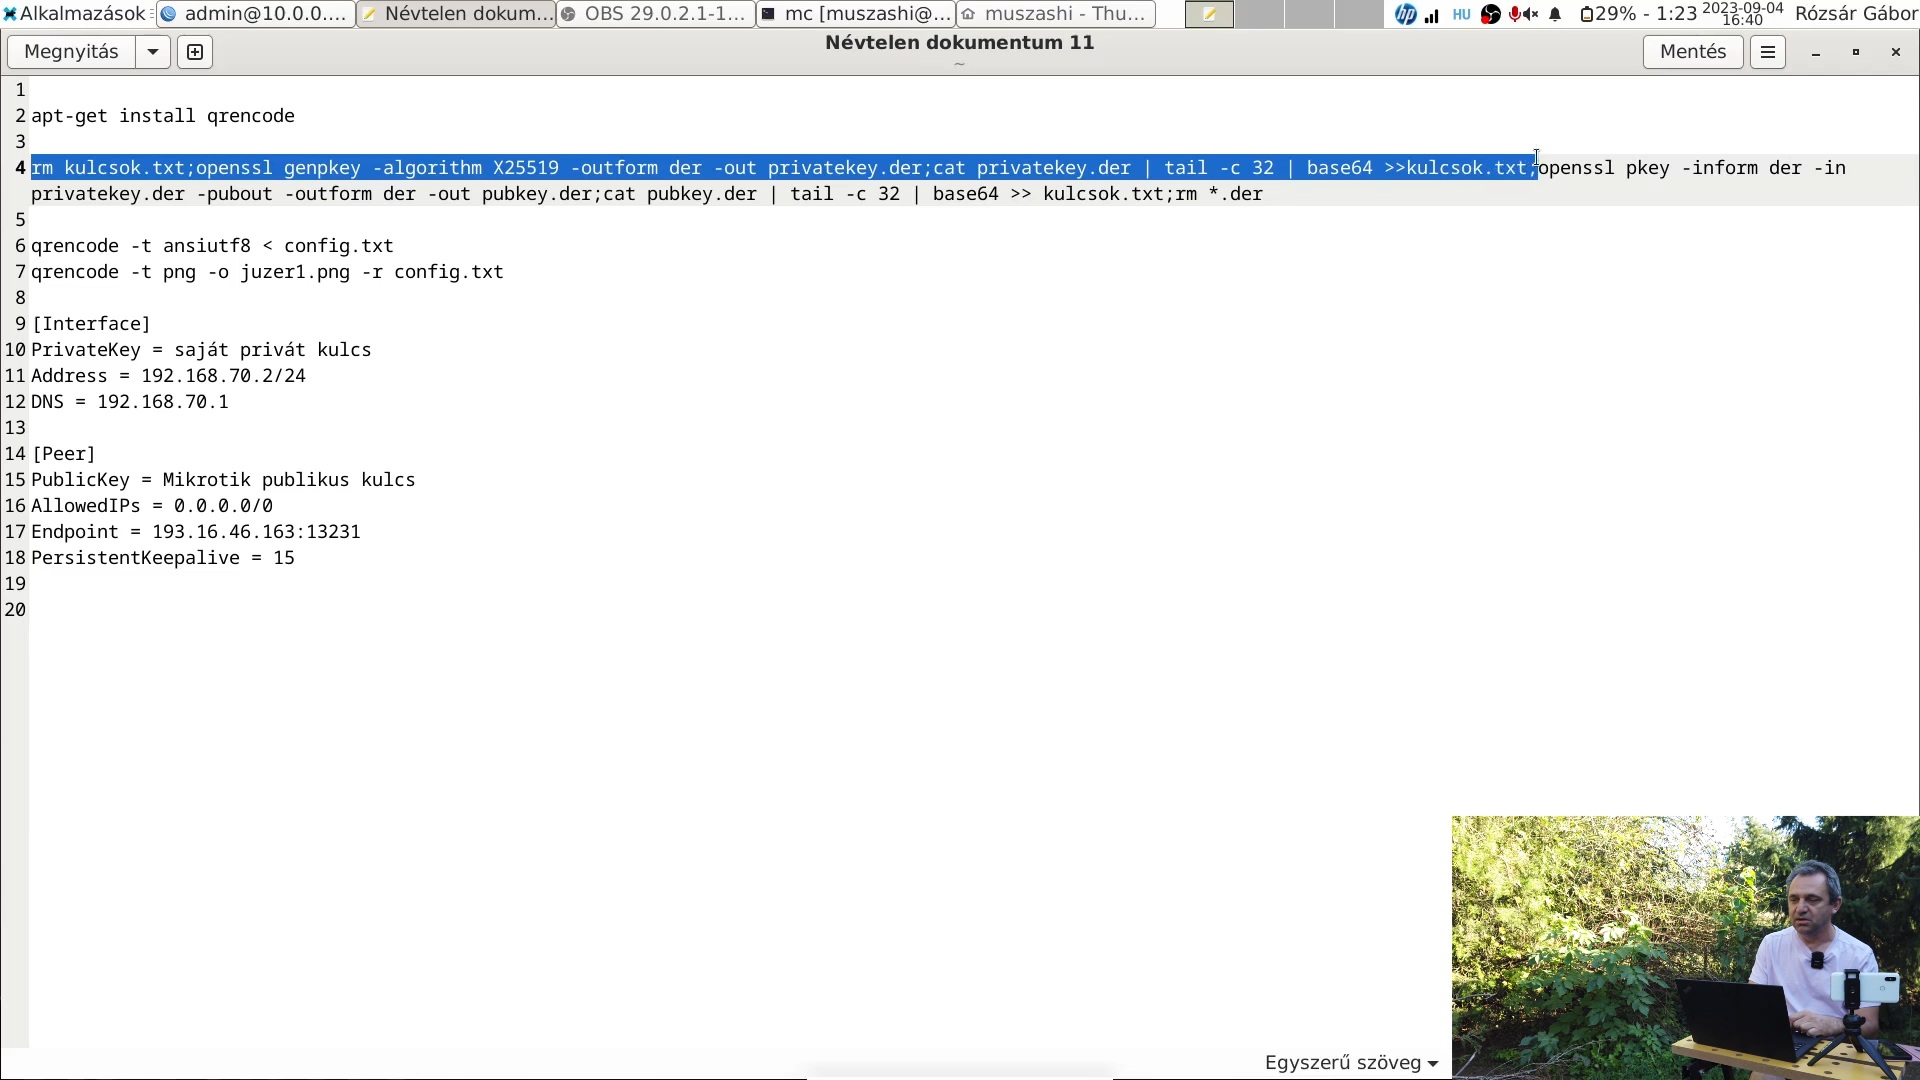 Alkalmazások
admin@10.0.0....
Névtelen dokum...
OBS 29.0.2.1-1...
mc [muszashi@...
muszashi - Thu...
hp
HU
29% - 1:23
2023-09-04
16:40
Rózsár Gábor
Megnyitás
Névtelen dokumentum 11
~
Mentés
1
2 apt-get install qrencode
3
4 rm kulcsok.txt;openssl genpkey -algorithm X25519 -outform der -out privatekey.der;cat privatekey.der | tail -c 32 | base64 >>kulcsok.txt;openssl pkey -inform der -in
privatekey.der -pubout -outform der -out pubkey.der;cat pubkey.der | tail -c 32 | base64 >> kulcsok.txt;rm *.der
5
6 qrencode -t ansiutf8 < config.txt
7 qrencode -t png -o juzer1.png -r config.txt
8
9 [Interface]
10 PrivateKey = saját privát kulcs
11 Address = 192.168.70.2/24
12 DNS = 192.168.70.1
13
14 [Peer]
15 PublicKey = Mikrotik publikus kulcs
16 AllowedIPs = 0.0.0.0/0
17 Endpoint = 193.16.46.163:13231
18 PersistentKeepalive = 15
19
20
Egyszerű szöveg